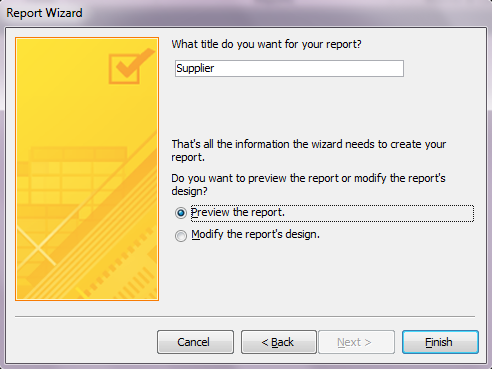 Report Wizard
What title do you want for your report?
Supplier
That's all the information the wizard needs to create your
report.
Do you want to preview the report or modify the report's
design?
Preview the report.
Modify the report's design.
Cancel
< Back
Next >
Finish